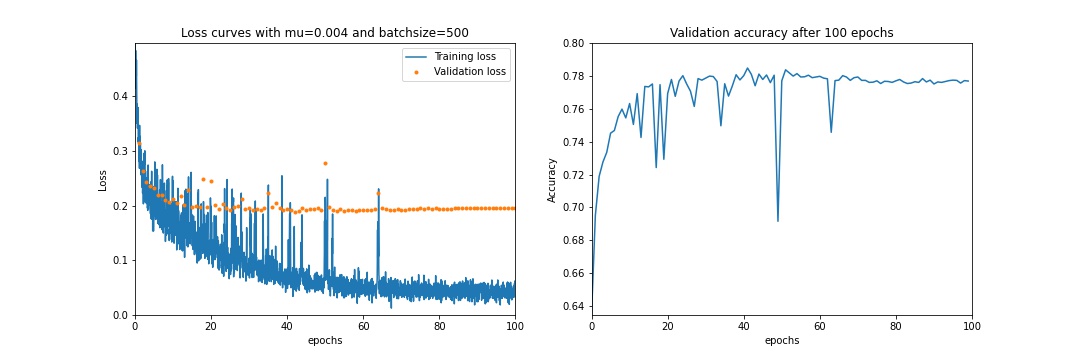 Loss curves with mu=0.004 and batchsize=500
Training loss
Validation loss
Loss
0.4
0.3
0.2
0.1
0.0
0 20 40 60 80 100
epochs
Validation accuracy after 100 epochs
Accuracy
0.80
0.78
0.76
0.74
0.72
0.70
0.68
0.66
0.64
0 20 40 60 80 100
epochs